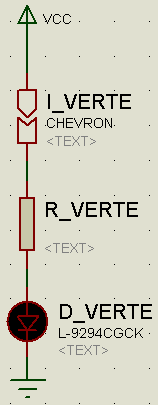 VCC
I_VERTE
CHEVRON
<TEXT>
R_VERTE
<TEXT>
D_VERTE
L-9294CGCK
<TEXT>